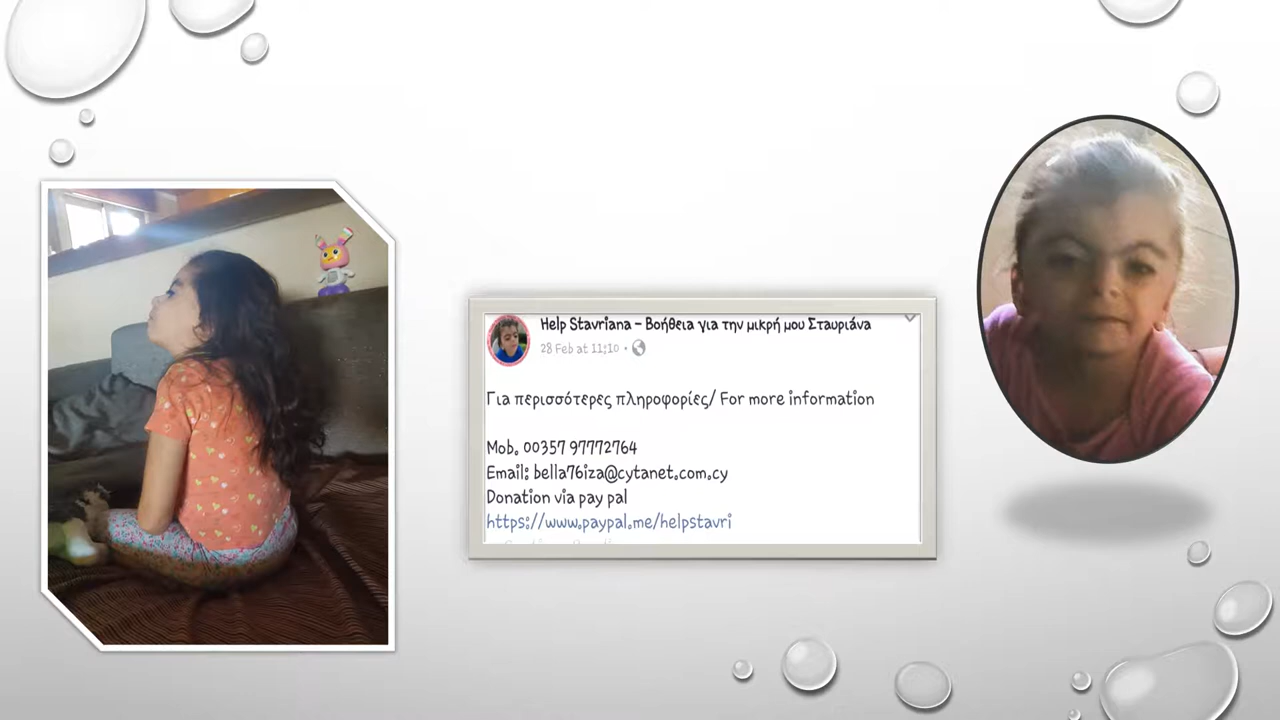 Help Stavriana - Βοήθεια για την μικρή μου Σταυριάνα
28 Feb at 11:10 •
Για περισσότερες πληροφορίες/ For more information
Mob. 00357 97772764
Email: bella76iza@cytanet.com.cy
Donation via pay pal
https://www.paypal.me/helpstavri